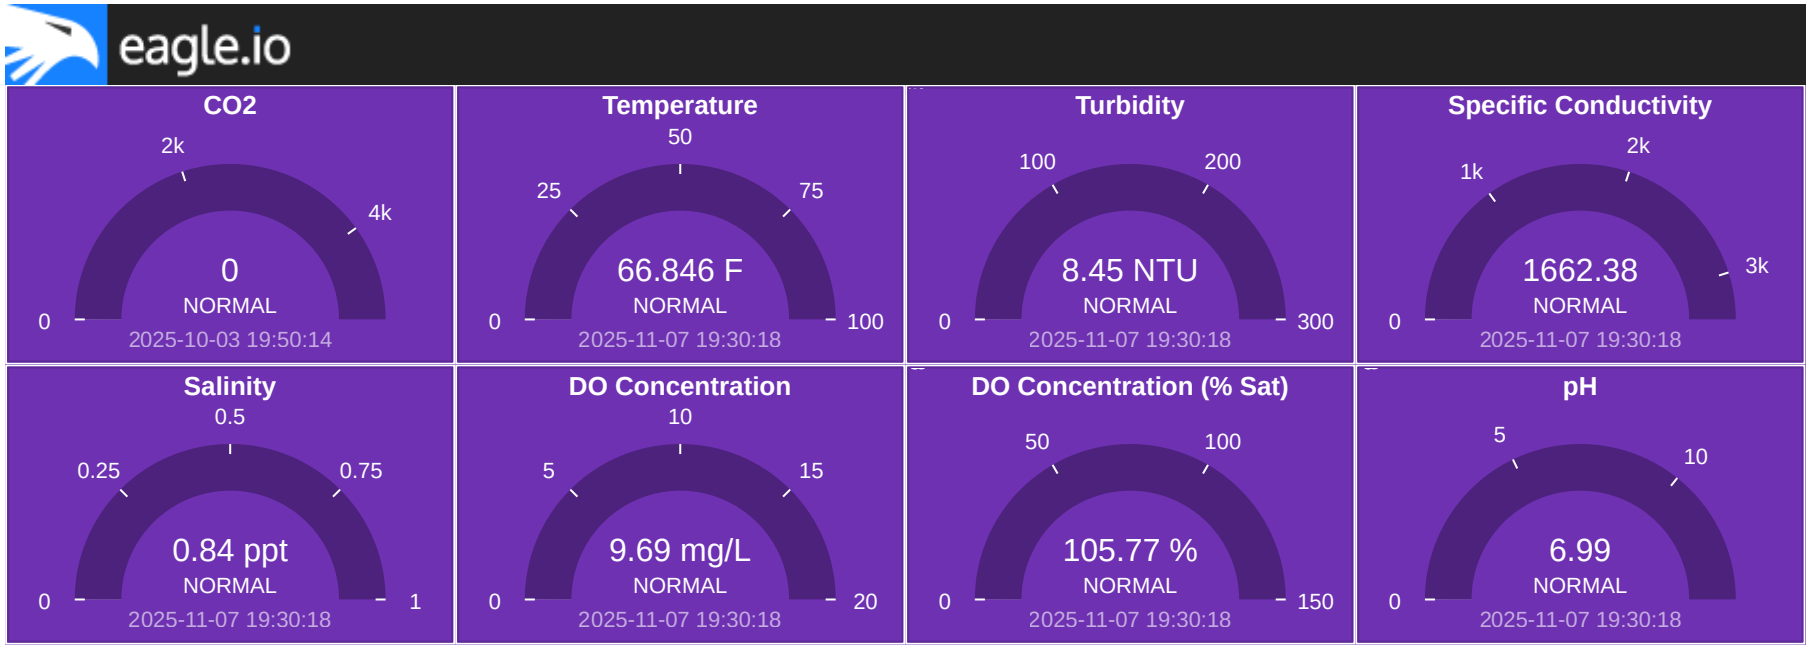 eagle.io
CO2
2k
4k
0
0
NORMAL
2025-10-03 19:50:14
Temperature
50
25
75
66.846 F
NORMAL
0
100
2025-11-07 19:30:18
Turbidity
100
200
8.45 NTU
NORMAL
0
300
2025-11-07 19:30:18
Specific Conductivity
2k
1k
3k
1662.38
NORMAL
0
2025-11-07 19:30:18
Salinity
0.5
0.25
0.75
0.84 ppt
NORMAL
0
1
2025-11-07 19:30:18
DO Concentration
10
5
15
9.69 mg/L
NORMAL
0
20
2025-11-07 19:30:18
DO Concentration (% Sat)
50
100
105.77 %
NORMAL
0
150
2025-11-07 19:30:18
pH
5
10
6.99
NORMAL
0
2025-11-07 19:30:18